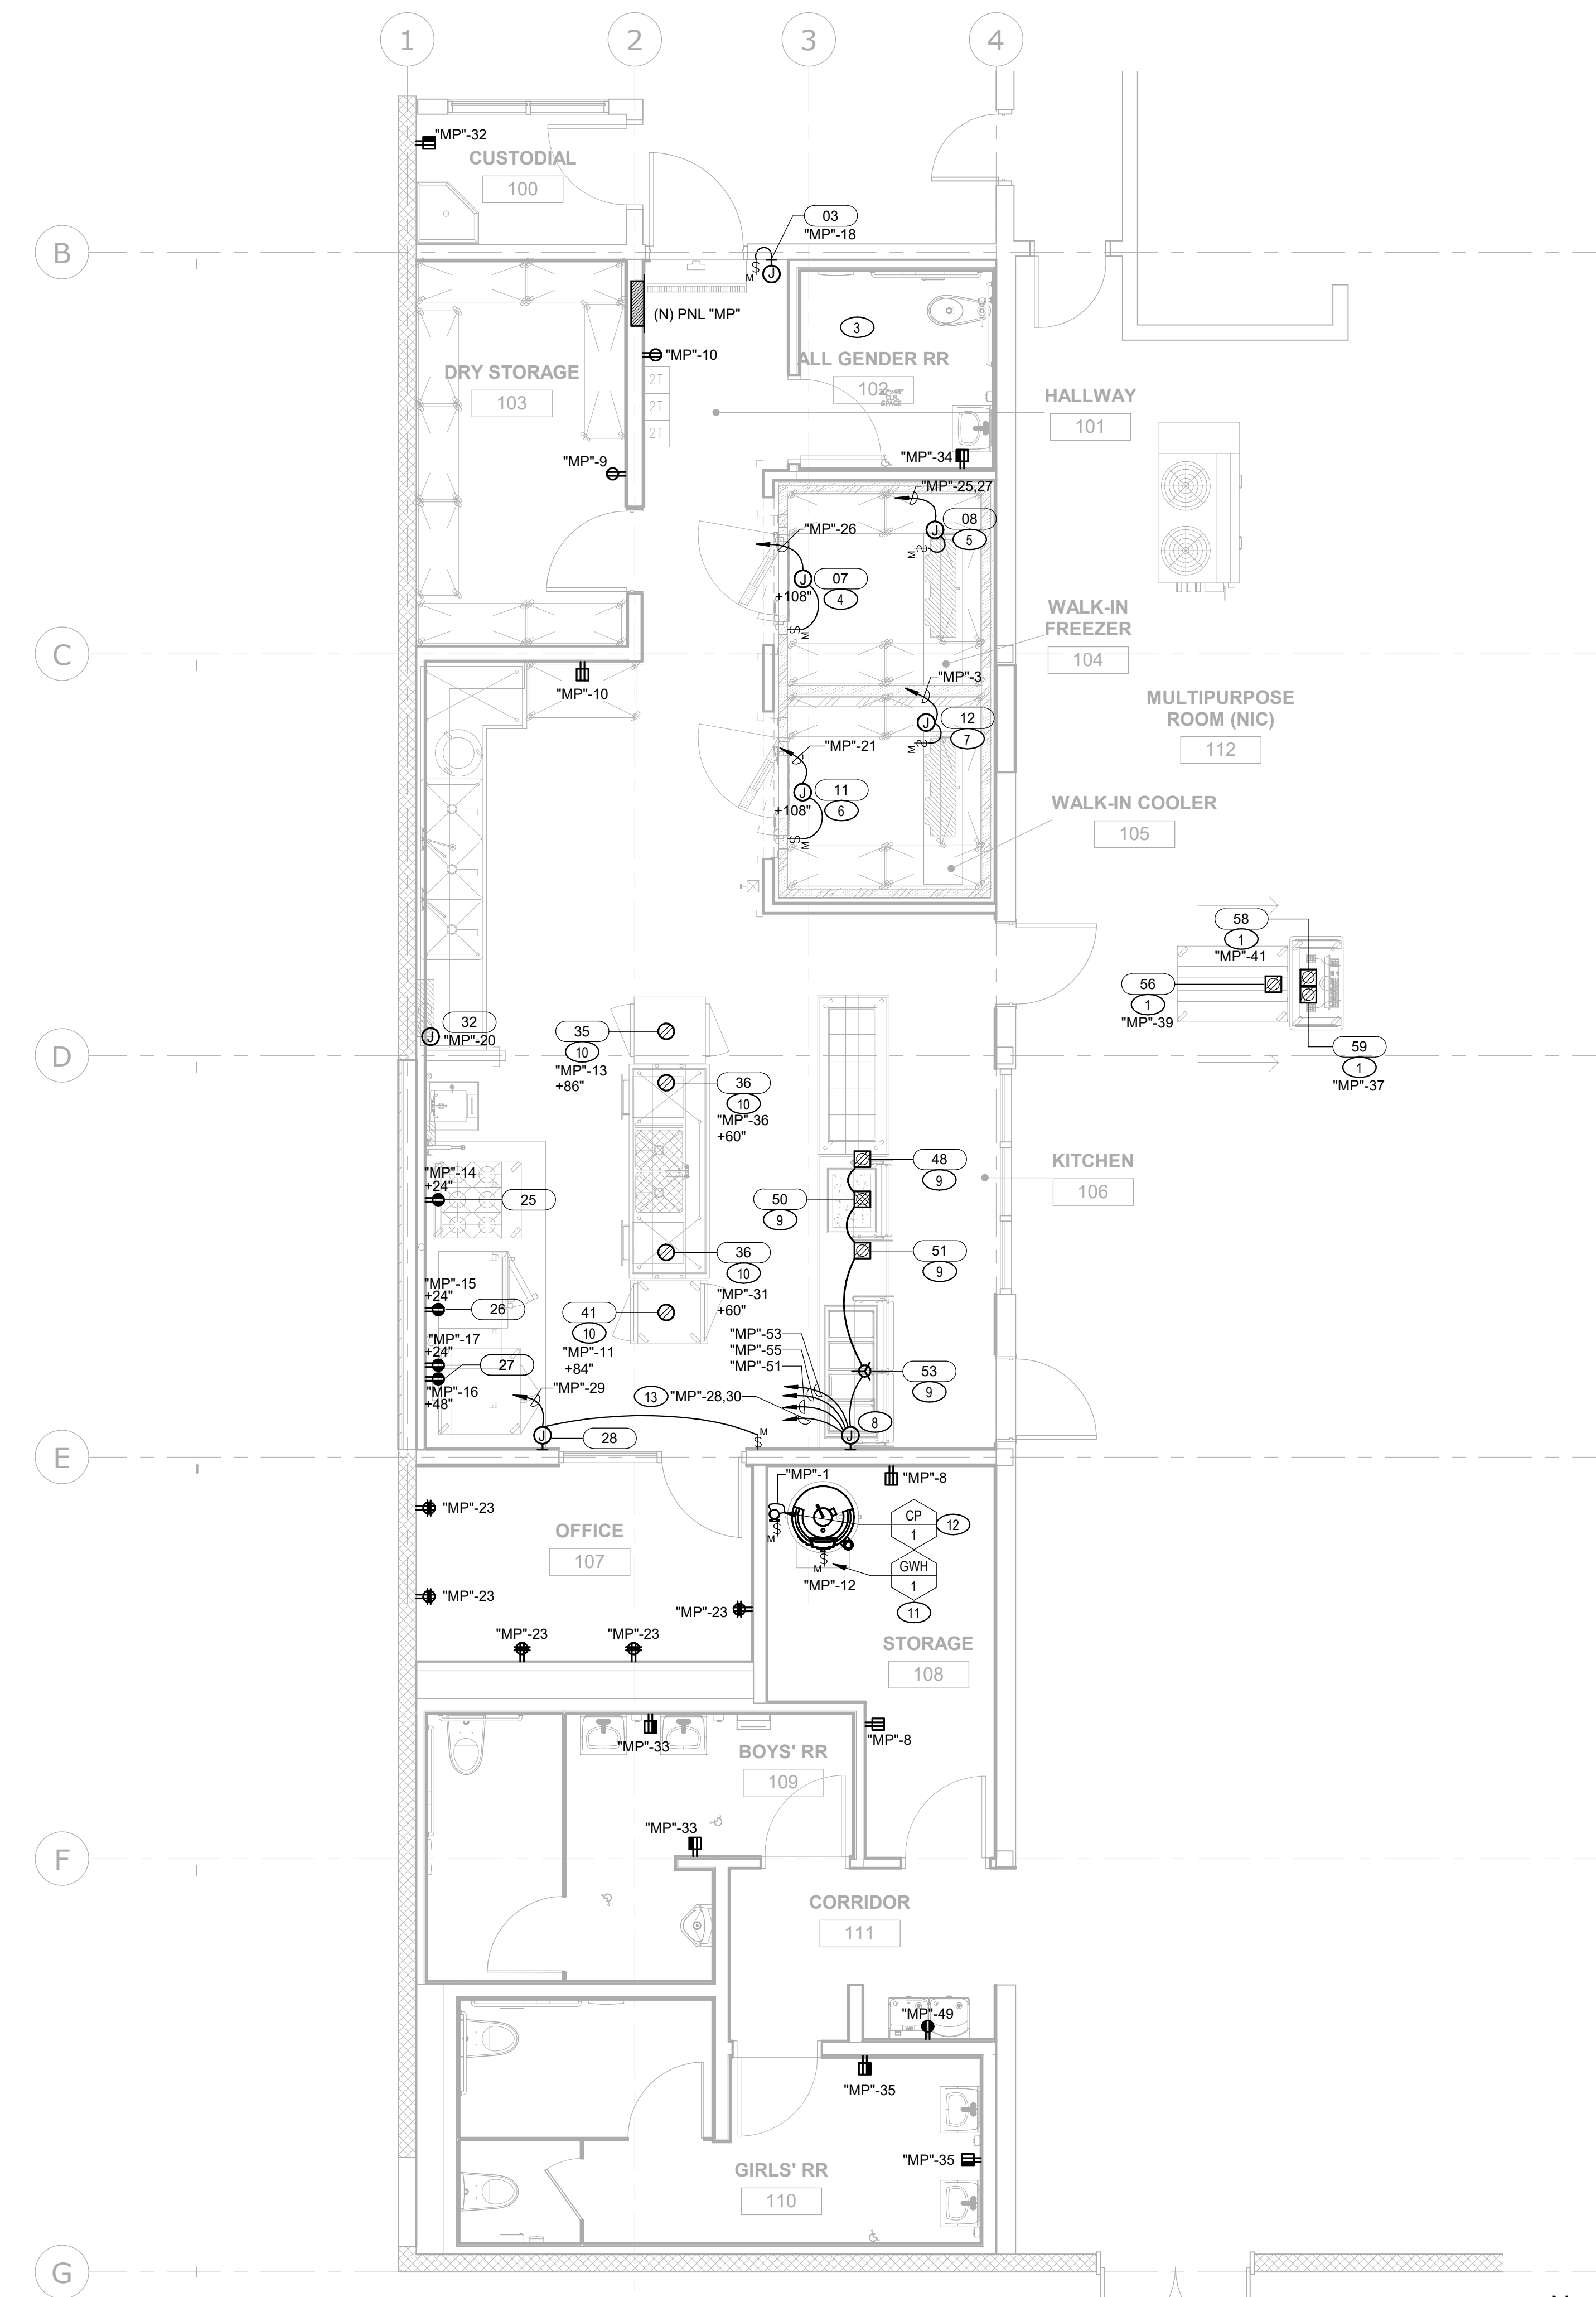 1
2
3
4
"MP"-32
CUSTODIAL
100
03
"MP"-18
B
M
$
J
(N) PNL "MP"
3
"MP"-10
ALL GENDER RR
102
CLR.
SPACE
DRY STORAGE
103
2T
2T
2T
HALLWAY
101
"MP"-9
"MP"-34
"MP"-25,27
08
J
5
M
$
"MP"-26
07
J
4
+108"
$
M
WALK-IN
FREEZER
104
C
"MP"-3
"MP"-10
12
J
7
M
$
MULTIPURPOSE
ROOM (NIC)
112
"MP"-21
11
J
6
+108"
$
M
WALK-IN COOLER
105
58
1
"MP"-41
56
1
"MP"-39
32
J
"MP"-20
35
10
"MP"-13
+86"
D
59
1
"MP"-37
36
10
"MP"-36
+60"
48
9
KITCHEN
106
"MP"-14
+24"
25
50
9
36
10
"MP"-31
+60"
51
9
"MP"-15
+24"
26
41
10
"MP"-11
+84"
"MP"-17
+24"
27
"MP"-16
+48"
"MP"-53
"MP"-55
"MP"-51
53
9
"MP"-29
13
"MP"-28,30
8
J
28
J
M
$
E
"MP"-1
"MP"-8
"MP"-23
OFFICE
107
CP
1
12
$
M
GWH
1
11
$
M
"MP"-12
"MP"-23
"MP"-23
"MP"-23
"MP"-23
STORAGE
108
"MP"-33
"MP"-8
BOYS' RR
109
"MP"-33
F
CORRIDOR
111
"MP"-49
"MP"-35
"MP"-35
GIRLS' RR
110
G